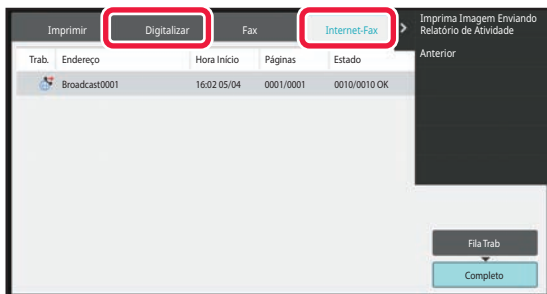 Imprimir Digitalizar Fax Internet-Fax
Imprima Imagem Enviando
Relatório de Atividade
Anterior
Trab. Endereço Hora Início Páginas Estado
Broadcast0001 16:02 05/04 0001/0001 0010/0010 OK
Fila Trab
Completo